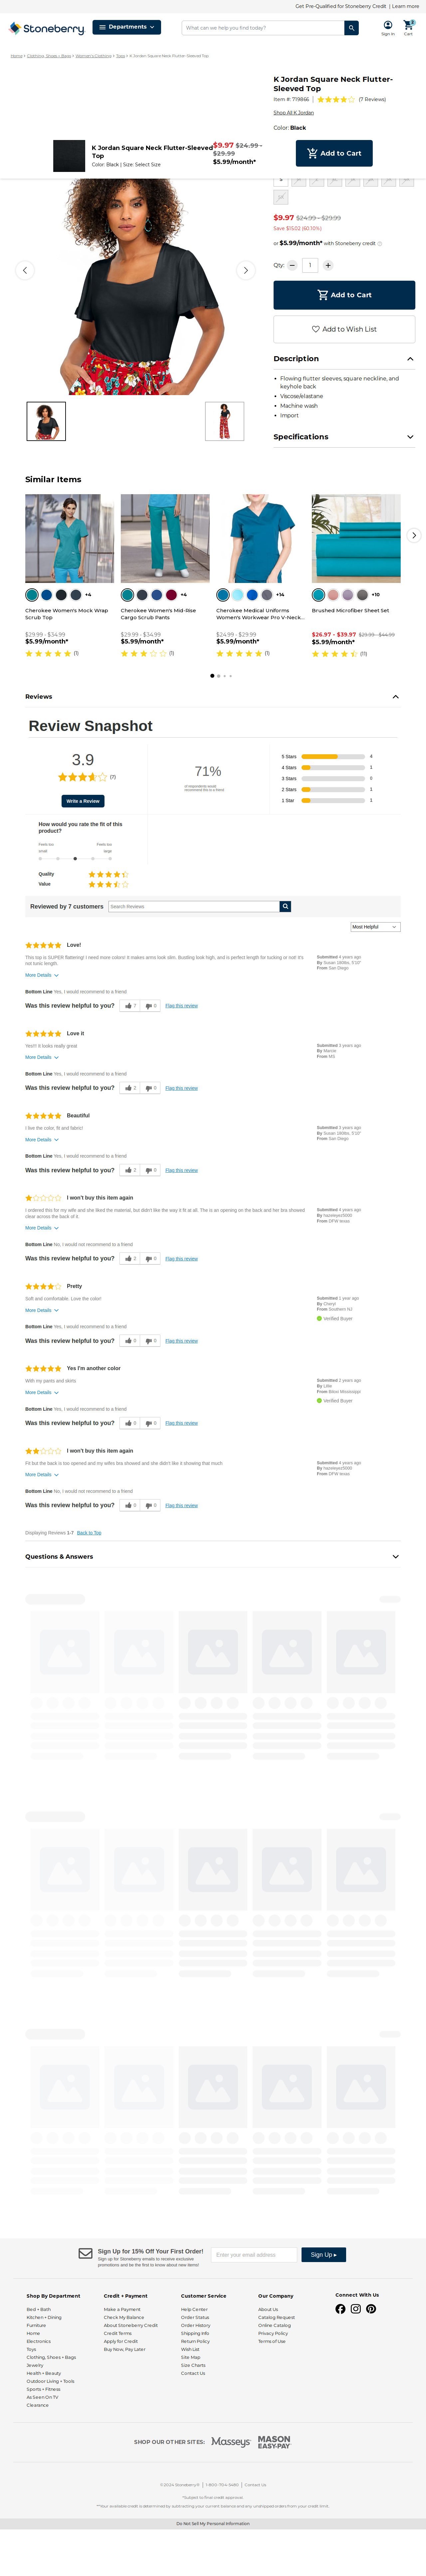 Get Pre-Qualified for Stoneberry Credit | Learn more
Stoneberry.
Departments
What can we help you find today?
Sign In
Cart
Home > Clothing, Shoes + Bags > Women's Clothing > Tops > K Jordan Square Neck Flutter-Sleeved Top
K Jordan Square Neck Flutter-Sleeved Top
Item #: 719866 | (7 Reviews)
Shop All K Jordan
Color: Black
K Jordan Square Neck Flutter-Sleeved Top
Color: Black | Size: Select Size
$9.97 $24.99 - $29.99
$5.99/month*
Add to Cart
$9.97 $24.99 - $29.99
Save $15.02 (60.10%)
or $5.99/month* with Stoneberry credit
Qty: 1
Add to Cart
Add to Wish List
Description
Flowing flutter sleeves, square neckline, and keyhole back
Viscose/elastane
Machine wash
Import
Specifications
Similar Items
+4
Cherokee Women's Mock Wrap Scrub Top
$29.99 - $34.99
$5.99/month*
(1)
+4
Cherokee Women's Mid-Rise Cargo Scrub Pants
$29.99 - $34.99
$5.99/month*
(1)
+14
Cherokee Medical Uniforms Women's Workwear Pro V-Neck...
$24.99 - $29.99
$5.99/month*
(1)
+10
Brushed Microfiber Sheet Set
$26.97 - $39.97 $29.99 - $44.99
$5.99/month*
(11)
Reviews
Review Snapshot
3.9
(7)
Write a Review
71%
of respondents would recommend this to a friend
5 Stars 4
4 Stars 1
3 Stars 0
2 Stars 1
1 Star 1
How would you rate the fit of this product?
Feels too small
Feels too large
Quality
Value
Reviewed by 7 customers
Search Reviews
Most Helpful
Love!
This top is SUPER flattering! I need more colors! It makes arms look slim. Bustling look high, and is perfect length for tucking or not! It's not tunic length.
More Details
Submitted 4 years ago
By Susan 180lbs, 5'10"
From San Diego
Bottom Line Yes, I would recommend to a friend
Was this review helpful to you? 7 0 Flag this review
Love it
Yes!!! It looks really great
More Details
Submitted 3 years ago
By Marrie
From MS
Bottom Line Yes, I would recommend to a friend
Was this review helpful to you? 2 0 Flag this review
Beautiful
I live the color, fit and fabric!
More Details
Submitted 3 years ago
By Susan 180lbs, 5'10"
From San Diego
Bottom Line Yes, I would recommend to a friend
Was this review helpful to you? 2 0 Flag this review
I won't buy this item again
I ordered this for my wife and she liked the material, but didn't like the way it fit at all. The is an opening on the back and her bra showed clear across the back of it.
More Details
Submitted 4 years ago
By hazeeyez5000
From DFW texas
Bottom Line No, I would not recommend to a friend
Was this review helpful to you? 2 0 Flag this review
Pretty
Soft and comfortable. Love the color!
More Details
Submitted 1 year ago
By Cheryl
From Southern NJ
Verified Buyer
Bottom Line Yes, I would recommend to a friend
Was this review helpful to you? 0 0 Flag this review
Yes I'm another color
With my pants and skirts
More Details
Submitted 2 years ago
By Lillie
From Biloxi Mississippi
Verified Buyer
Bottom Line Yes, I would recommend to a friend
Was this review helpful to you? 0 0 Flag this review
I won't buy this item again
Fit but the back is luo opened and my wifes bra showed and she didn't like it showing that much
More Details
Submitted 4 years ago
By hazeeyez5000
From DFW texas
Bottom Line No, I would not recommend to a friend
Was this review helpful to you? 0 0 Flag this review
Displaying Reviews 1-7 Back to Top
Questions & Answers
Sign Up for 15% Off Your First Order!
Sign up for Stoneberry emails to receive exclusive promotions and be the first to know about new items!
Enter your email address
Sign Up ▸
Shop By Department
Bed + Bath
Kitchen + Dining
Furniture
Home
Electronics
Toys
Clothing, Shoes + Bags
Jewelry
Health + Beauty
Outdoor Living + Tools
Sports + Fitness
As Seen On TV
Clearance
Credit + Payment
Make a Payment
Check My Balance
About Stoneberry Credit
Credit Terms
Apply for Credit
Buy Now, Pay Later
Customer Service
Help Center
Order Status
Order History
Shipping Info
Return Policy
Wish List
Site Map
Size Charts
Contact Us
Our Company
About Us
Catalog Request
Online Catalog
Privacy Policy
Terms of Use
Connect With Us
SHOP OUR OTHER SITES: Masseys MASON EASY-PAY
©2024 Stoneberry® | 1-800-704-5480 | Contact Us
*Subject to final credit approval.
**Your available credit is determined by subtracting your current balance and any unshipped orders from your credit limit.
Do Not Sell My Personal Information